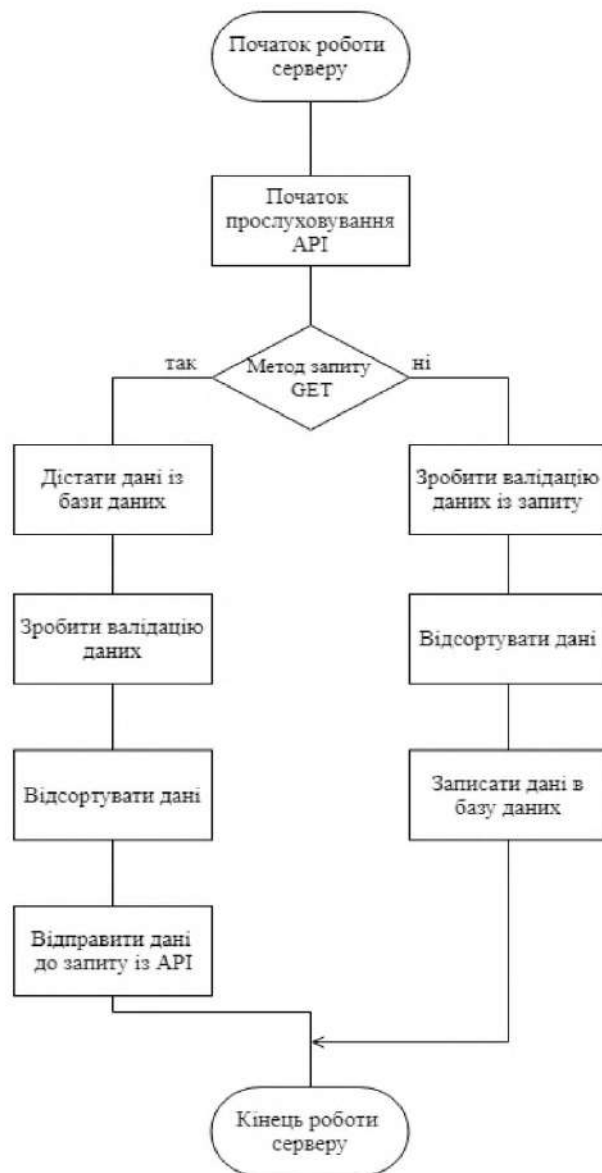 Початок роботи
серверу
Початок
прослуховування
API
так
Метод запиту
GET
ні
Дістати дані із
бази даних
Зробити валідацію
даних
Відсортувати дані
Відправити дані
до запиту із API
Зробити валідацію
даних із запиту
Відсортувати дані
Записати дані в
базу даних
Кінець роботи
серверу